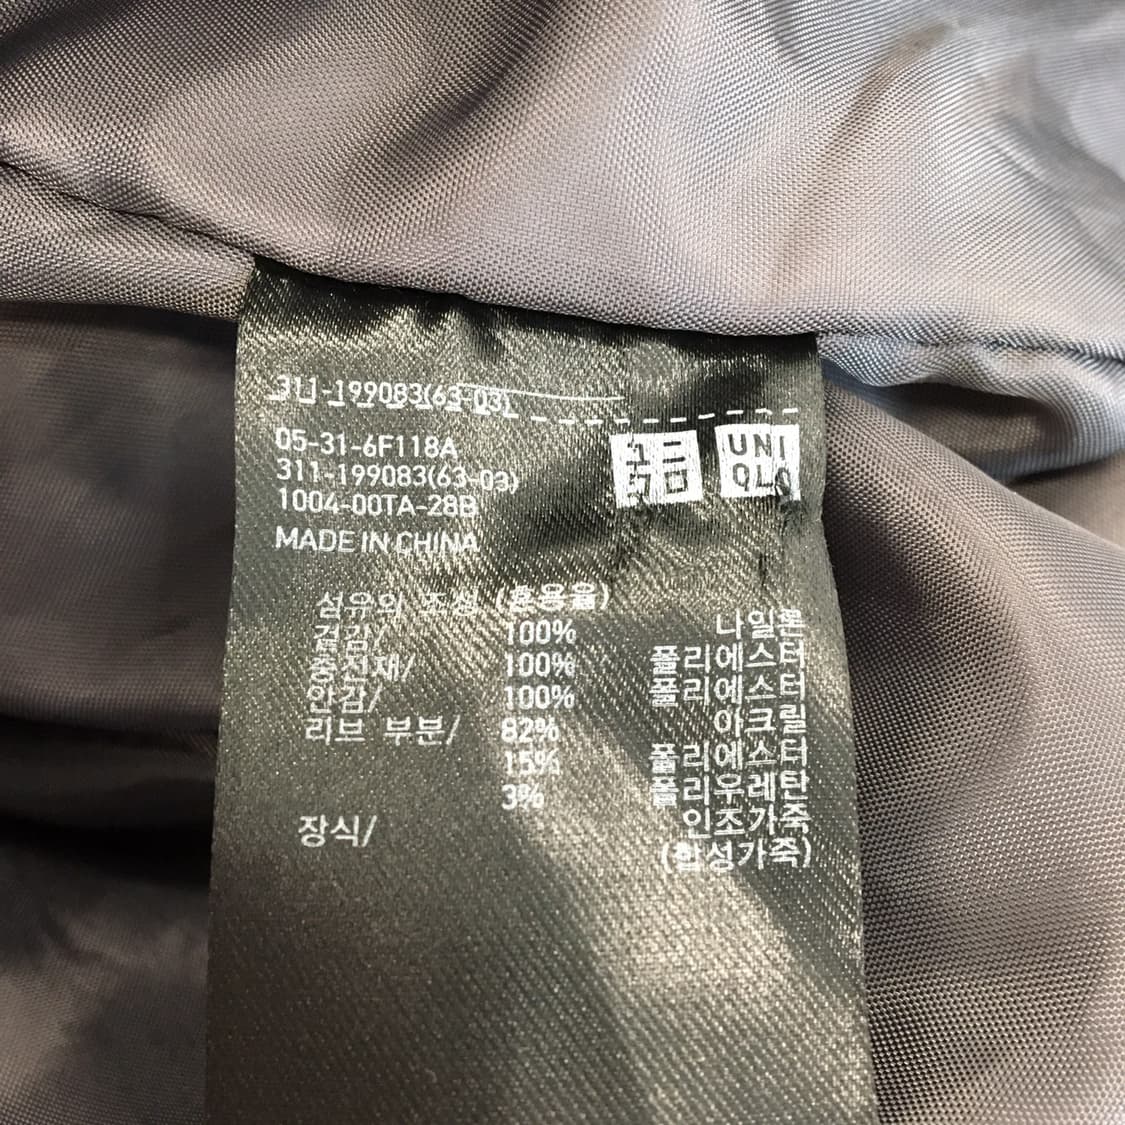 311-199083(63-03)
05-31-6F118A
311-199083(63-03)
1004-00TA-28B
MADE IN CHINA
ユニ
クロ
UNI
QLO
섬유의 조성 (혼용율)
겉감/ 100% 나일론
충전재/ 100% 폴리에스터
안감/ 100% 폴리에스터
리브 부분/ 82% 아크릴
15% 폴리에스터
3% 폴리우레탄
장식/ 인조가죽
(합성가죽)